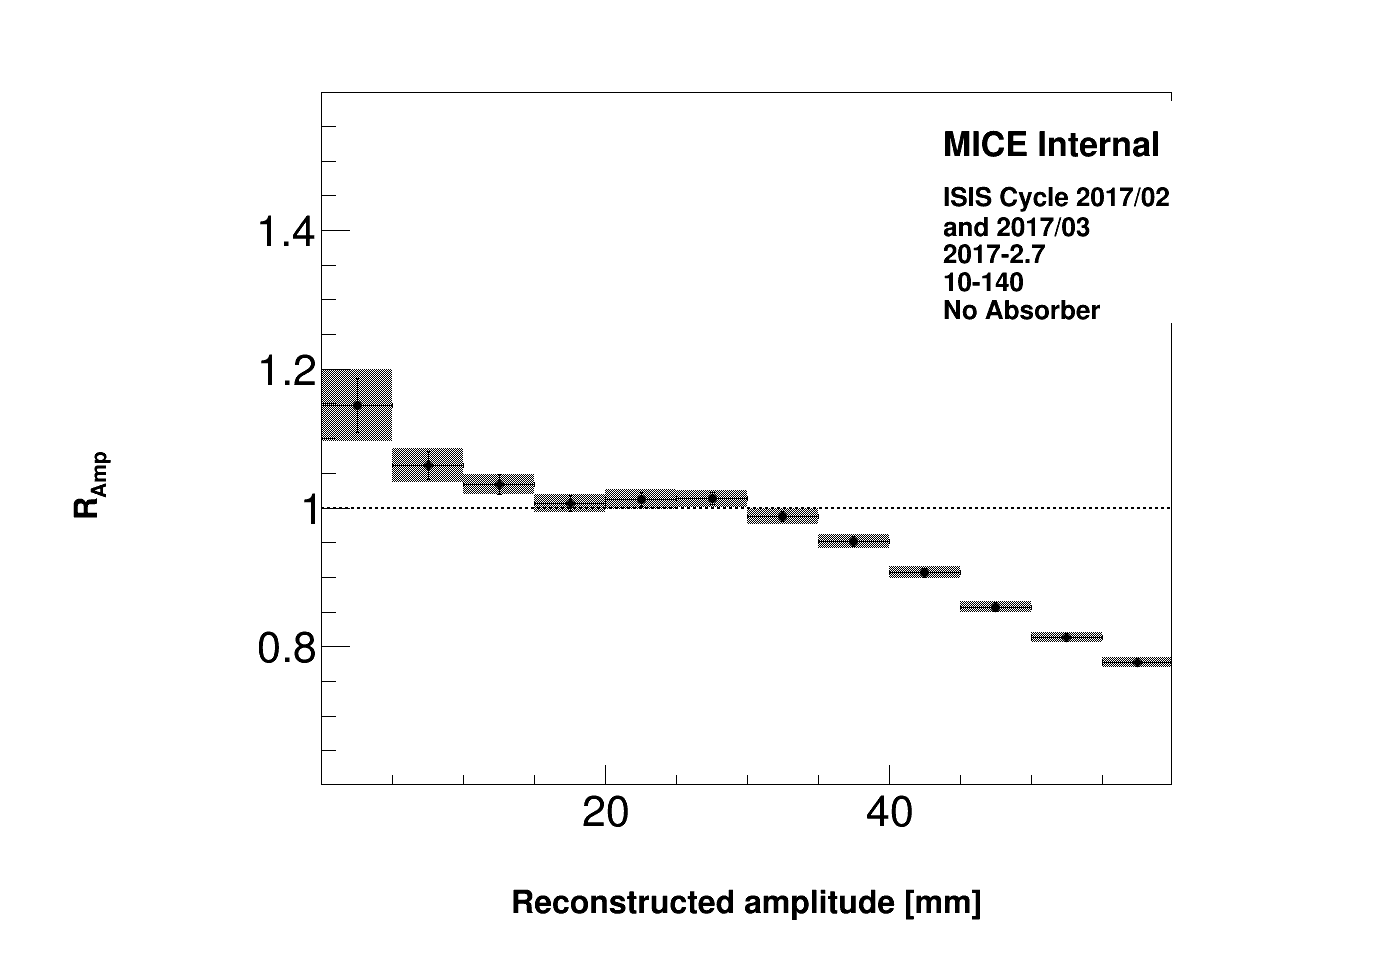 MICE Internal
ISIS Cycle 2017/02
and 2017/03
2017-2.7
10-140
No Absorber
1.4
1.2
1
0.8
R_Amp
20
40
Reconstructed amplitude [mm]